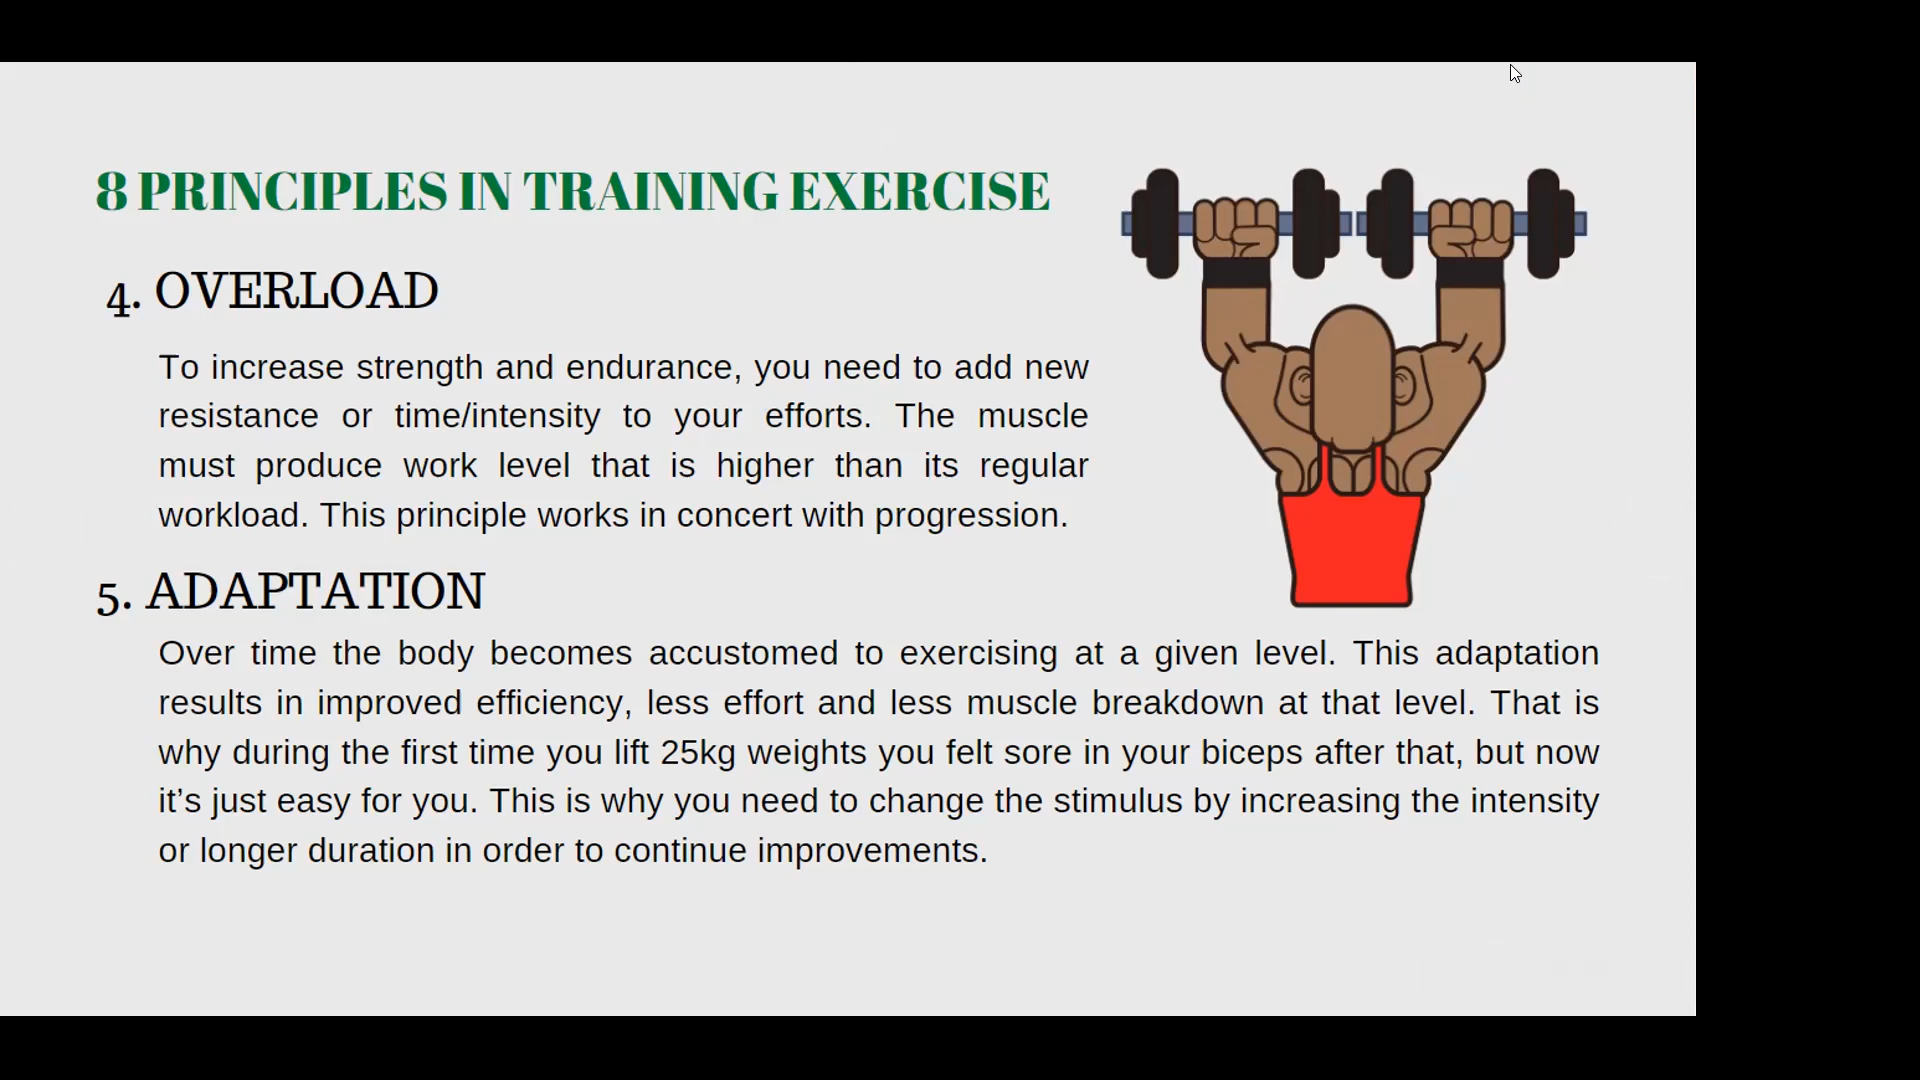 8 PRINCIPLES IN TRAINING EXERCISE
4. OVERLOAD
To increase strength and endurance, you need to add new
resistance or time/intensity to your efforts. The muscle
must produce work level that is higher than its regular
workload. This principle works in concert with progression.
5. ADAPTATION
Over time the body becomes accustomed to exercising at a given level. This adaptation
results in improved efficiency, less effort and less muscle breakdown at that level. That is
why during the first time you lift 25kg weights you felt sore in your biceps after that, but now
it’s just easy for you. This is why you need to change the stimulus by increasing the intensity
or longer duration in order to continue improvements.